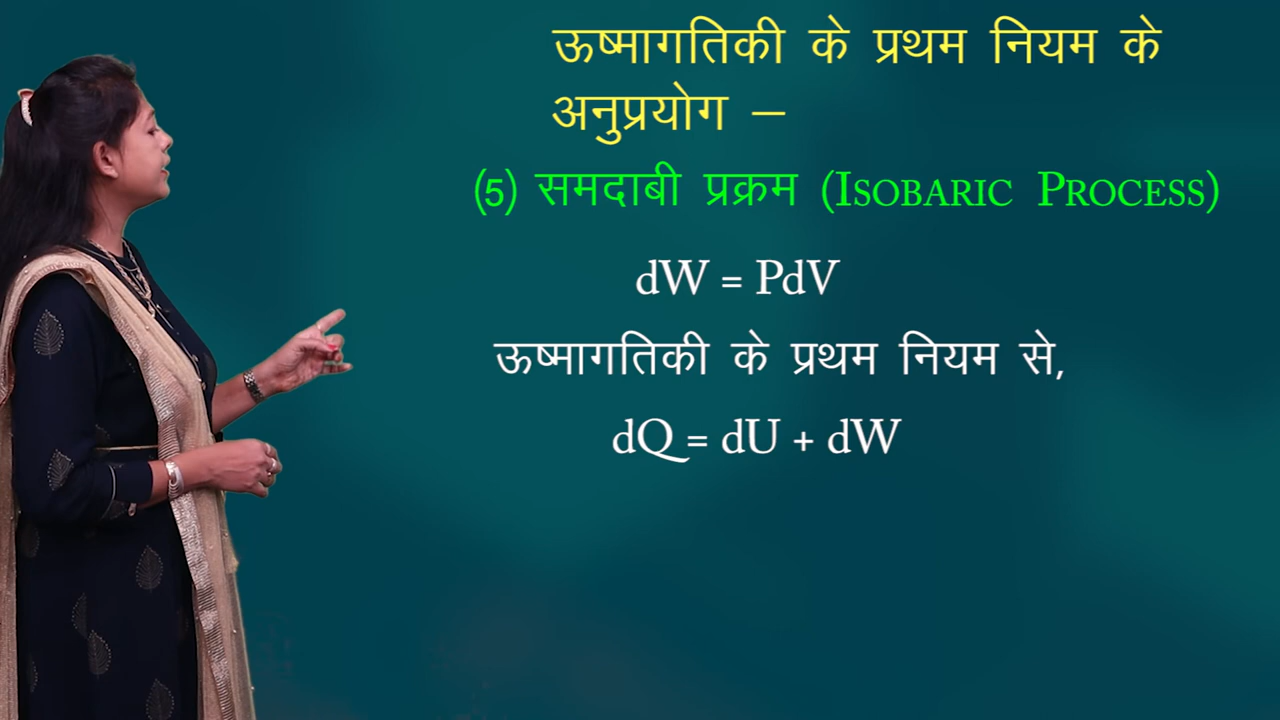 ऊष्मागतिकी के प्रथम नियम के
अनुप्रयोग –
(5) समदाबी प्रक्रम (Isobaric Process)
dW = PdV
ऊष्मागतिकी के प्रथम नियम से,
dQ = dU + dW